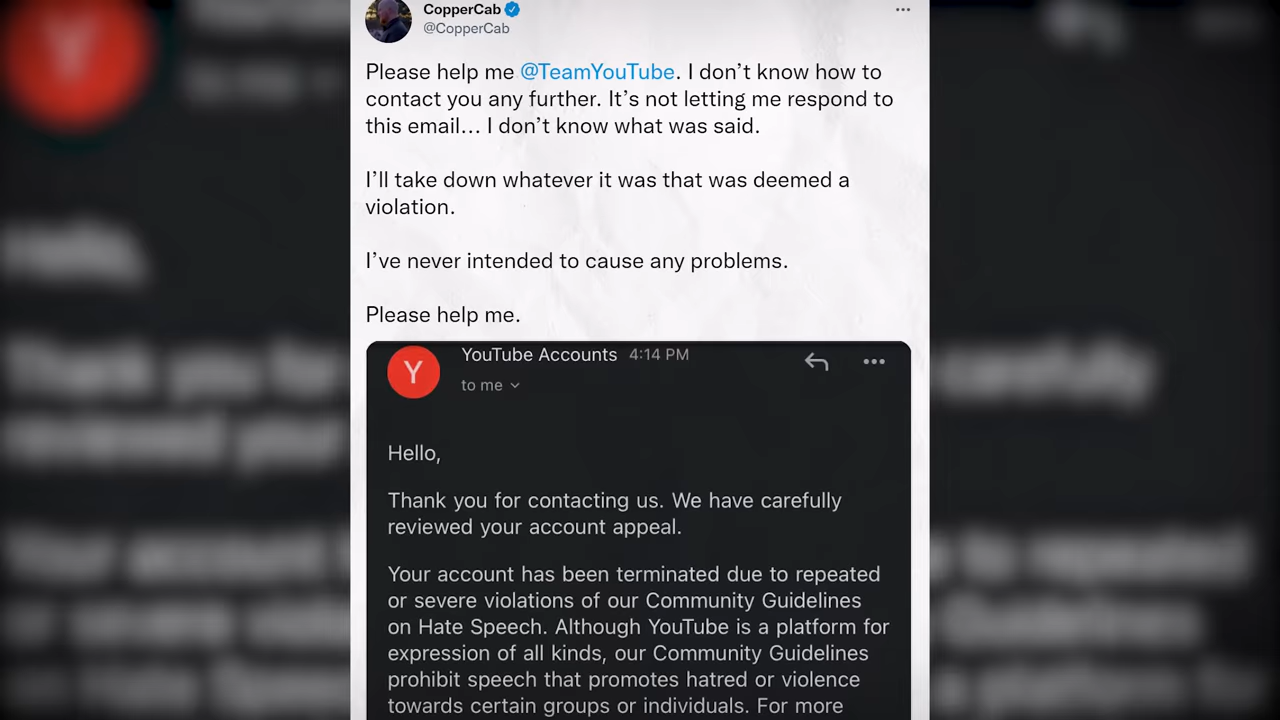 CopperCab
@CopperCab
Please help me @TeamYouTube. I don’t know how to
contact you any further. It’s not letting me respond to
this email... I don’t know what was said.
I’ll take down whatever it was that was deemed a
violation.
I’ve never intended to cause any problems.
Please help me.
Y
YouTube Accounts 4:14 PM
to me
Hello,
Thank you for contacting us. We have carefully
reviewed your account appeal.
Your account has been terminated due to repeated
or severe violations of our Community Guidelines
on Hate Speech. Although YouTube is a platform for
expression of all kinds, our Community Guidelines
prohibit speech that promotes hatred or violence
towards certain groups or individuals. For more